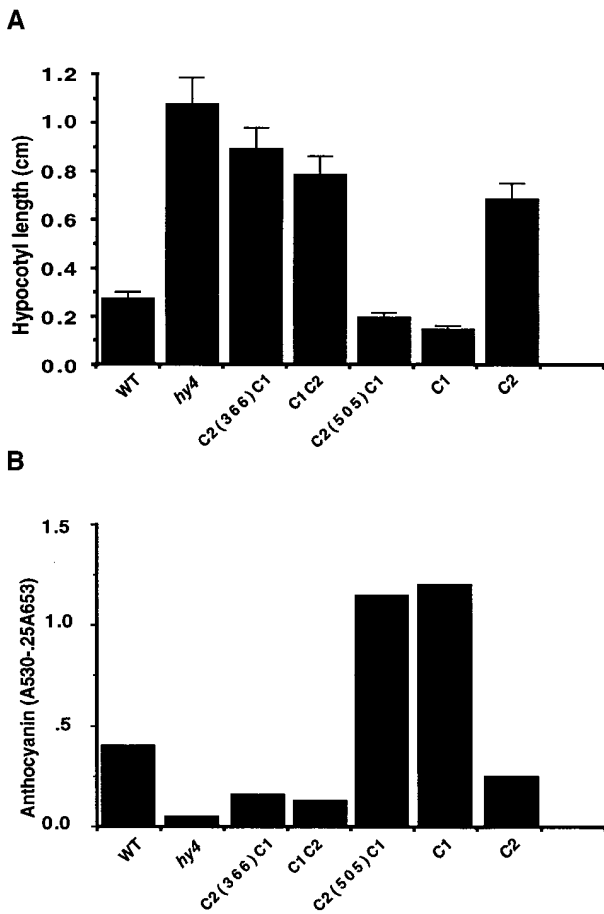 A
Hypocotyl length (cm)
1.2
1.0
0.8
0.6
0.4
0.2
0.0
WT
hy4
C2(366)C1
C1C2
C2(505)C1
C1
C2
B
Anthocyanin (A530-.25A653)
1.5
1.0
.5
0.0
WT
hy4
C2(366)C1
C1C2
C2(505)C1
C1
C2